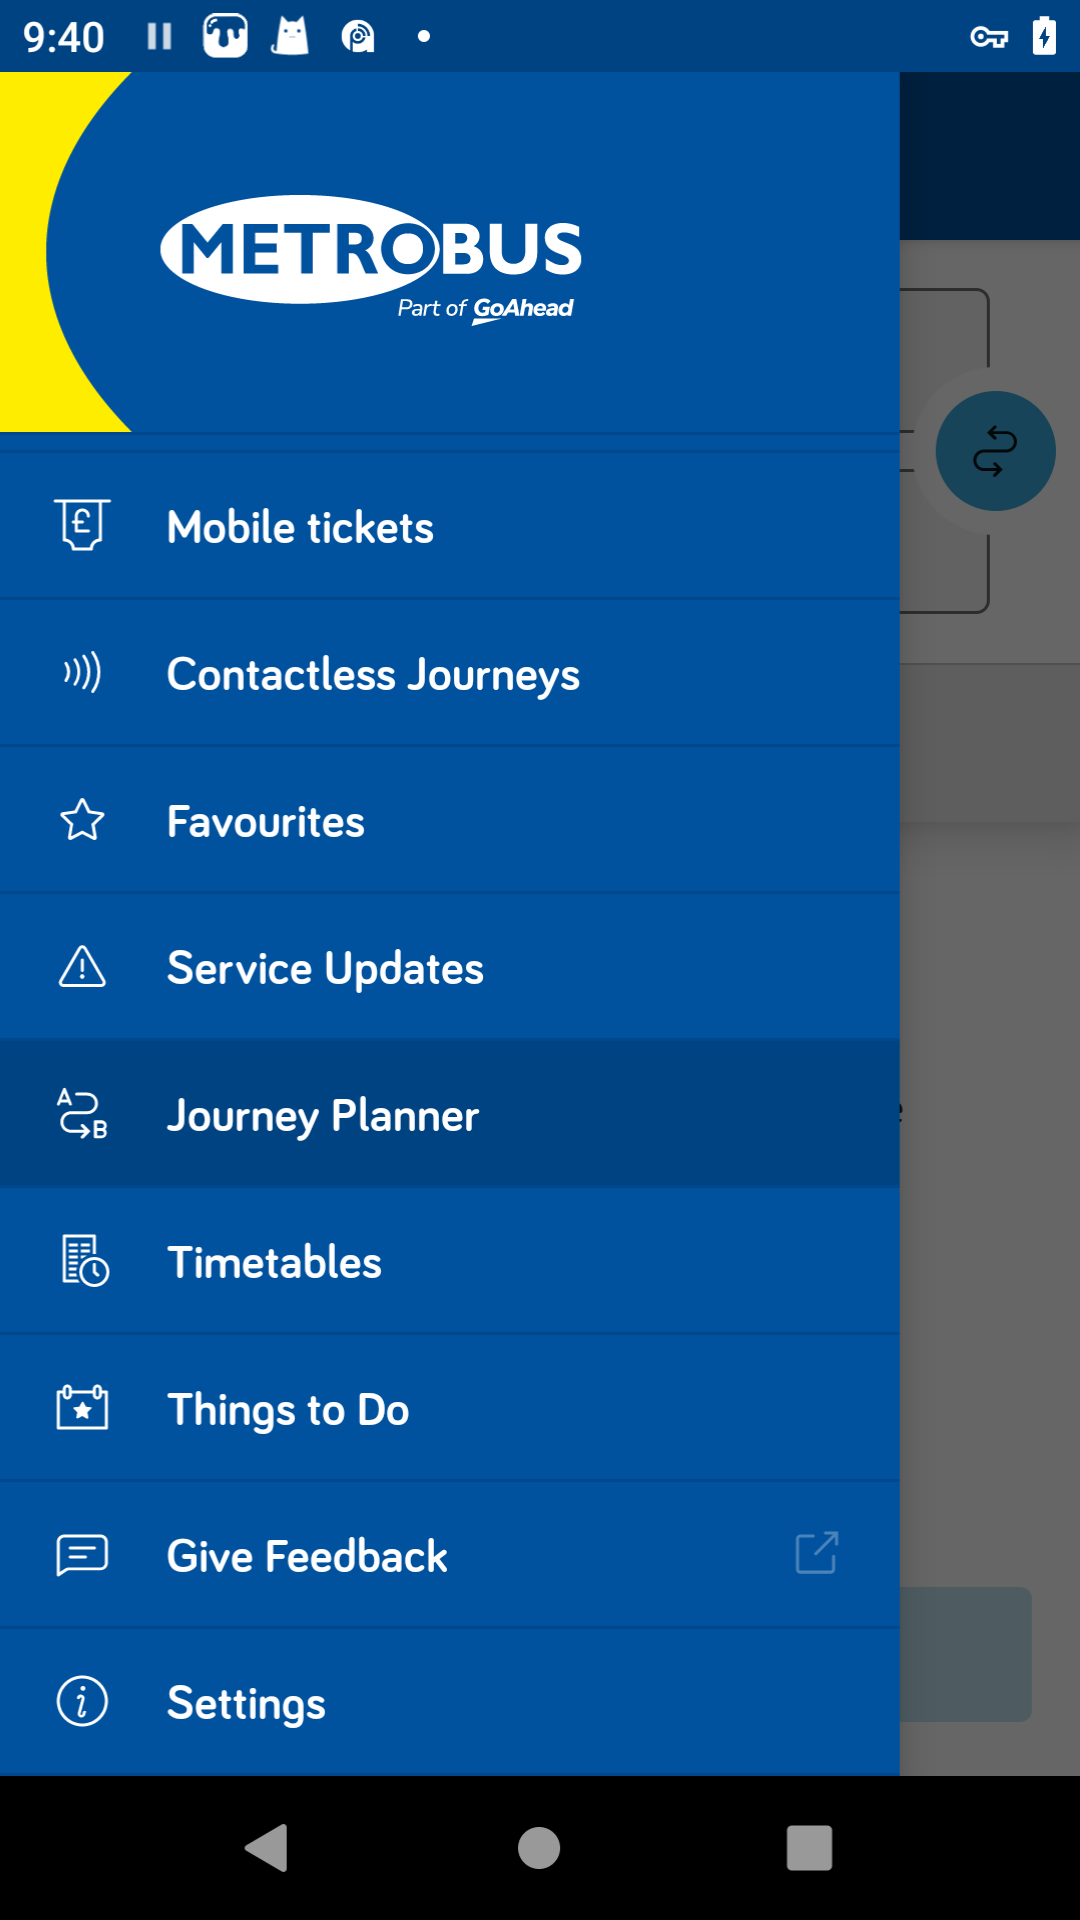 9:40
METROBUS
Part of GoAhead
£
Mobile tickets
Contactless Journeys
Favourites
Service Updates
A
B
Journey Planner
Timetables
Things to Do
Give Feedback
Settings